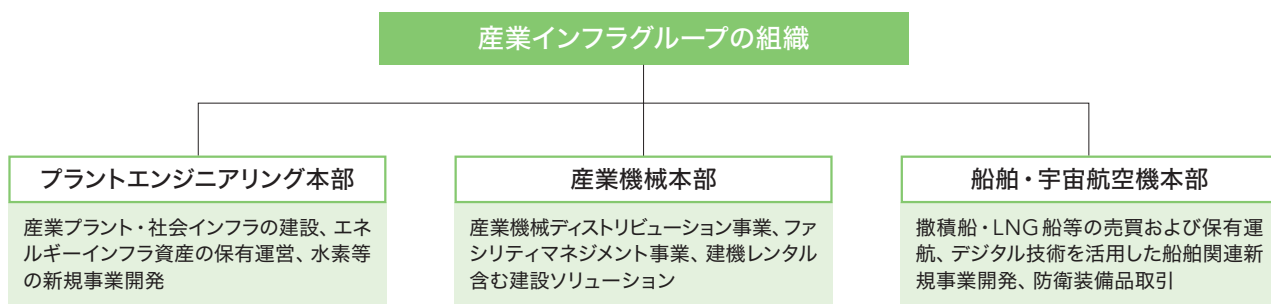 産業インフラグループの組織
プラントエンジニアリング本部
産業プラント・社会インフラの建設、エネ
ルギーインフラ資産の保有運営、水素等
の新規事業開発
産業機械本部
産業機械ディストリビューション事業、ファ
シリティマネジメント事業、建機レンタル
含む建設ソリューション
船舶・宇宙航空機本部
撒積船・LNG船等の売買および保有運
航、デジタル技術を活用した船舶関連新
規事業開発、防衛装備品取引